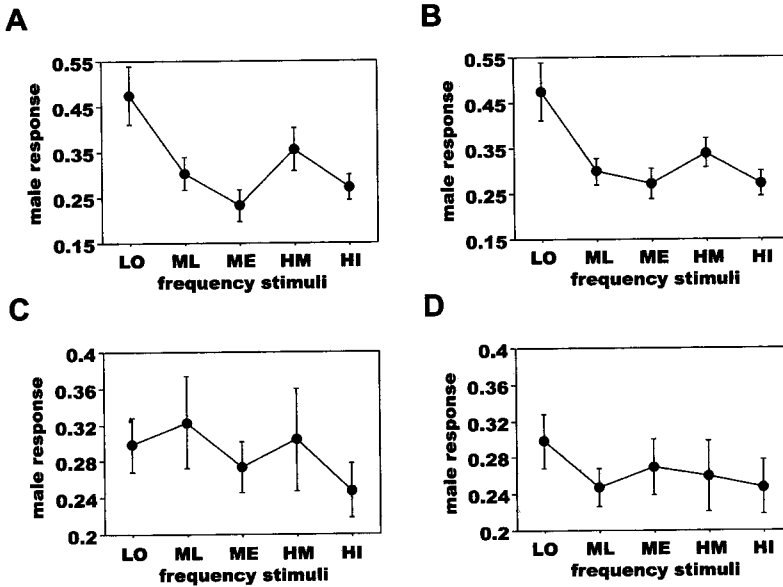 A
male response
0.55
0.45
0.35
0.25
0.15
LO ML ME HM HI
frequency stimuli
B
male response
0.55
0.45
0.35
0.25
0.15
LO ML ME HM HI
frequency stimuli
C
male response
0.4
0.36
0.32
0.28
0.24
0.2
LO ML ME HM HI
frequency stimuli
D
male response
0.4
0.36
0.32
0.28
0.24
0.2
LO ML ME HM HI
frequency stimuli